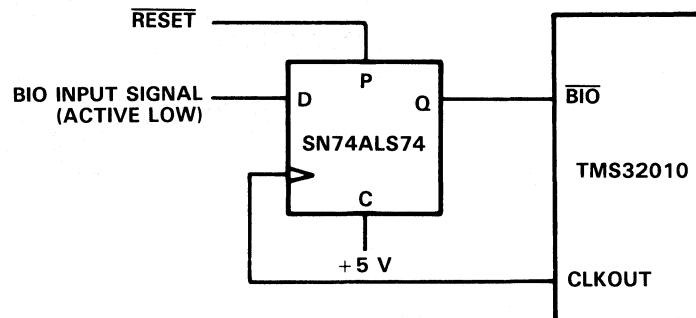 RESET
P
BIO INPUT SIGNAL
(ACTIVE LOW)
D
Q
BIO
SN74ALS74
TMS32010
C
+5 V
CLKOUT